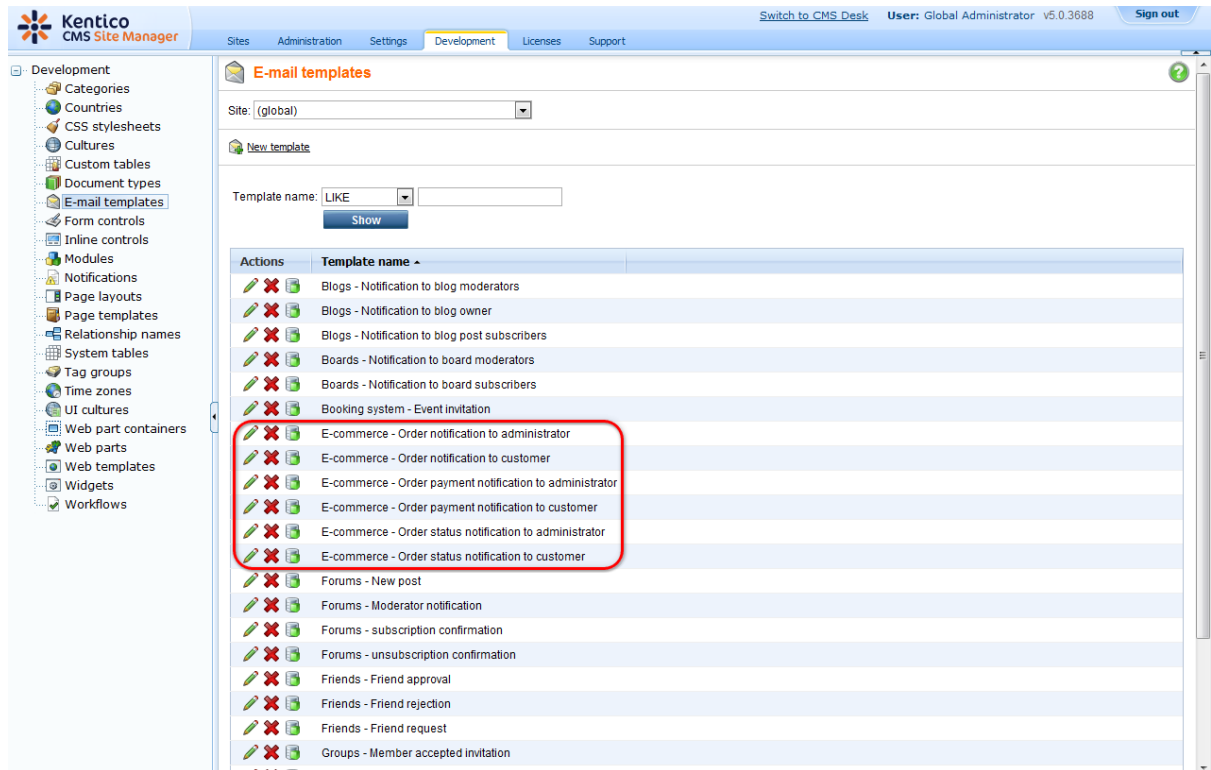 Kentico
CMS Site Manager
Switch to CMS Desk User: Global Administrator v5.0.3688 Sign out
Sites Administration Settings Development Licenses Support
Development
Categories
Countries
CSS stylesheets
Cultures
Custom tables
Document types
E-mail templates
Form controls
Inline controls
Modules
Notifications
Page layouts
Page templates
Relationship names
System tables
Tag groups
Time zones
UI cultures
Web part containers
Web parts
Web templates
Widgets
Workflows
E-mail templates
Site: (global)
New template
Template name: LIKE
Show
Actions Template name
Blogs - Notification to blog moderators
Blogs - Notification to blog owner
Blogs - Notification to blog post subscribers
Boards - Notification to board moderators
Boards - Notification to board subscribers
Booking system - Event invitation
E-commerce - Order notification to administrator
E-commerce - Order notification to customer
E-commerce - Order payment notification to administrator
E-commerce - Order payment notification to customer
E-commerce - Order status notification to administrator
E-commerce - Order status notification to customer
Forums - New post
Forums - Moderator notification
Forums - subscription confirmation
Forums - unsubscription confirmation
Friends - Friend approval
Friends - Friend rejection
Friends - Friend request
Groups - Member accepted invitation